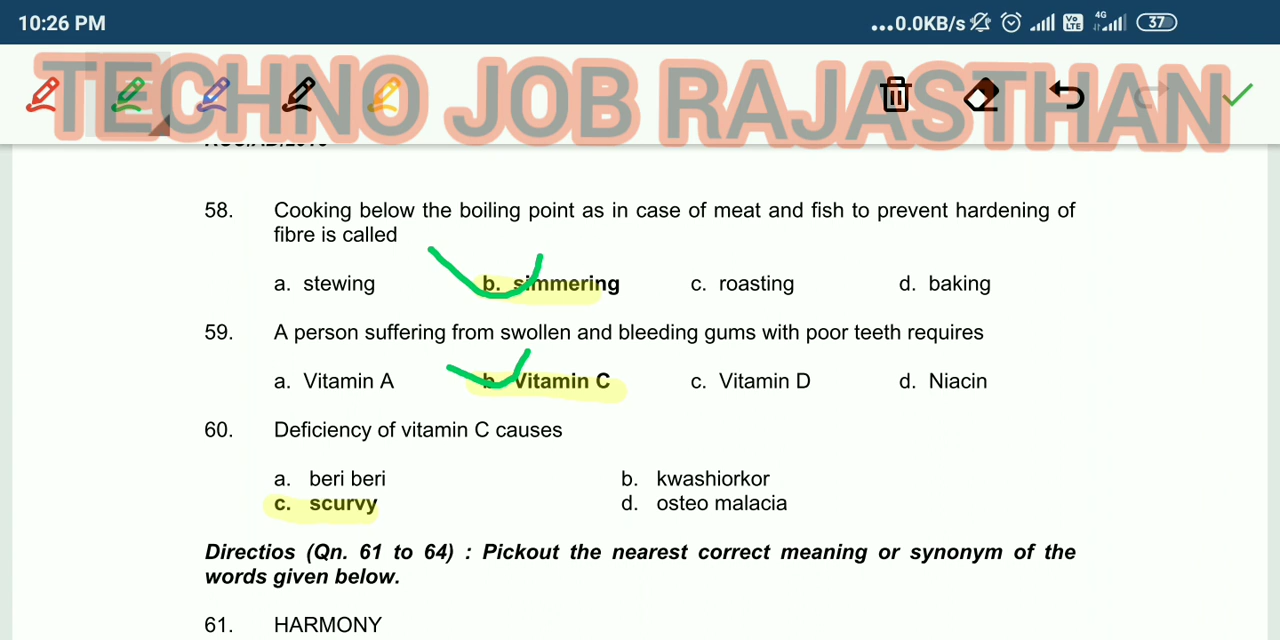 10:26 PM ...0.0KB/s Vo LTE 4G 37
TECHNO JOB RAJASTHAN
58. Cooking below the boiling point as in case of meat and fish to prevent hardening of
fibre is called
a. stewing b. simmering c. roasting d. baking
59. A person suffering from swollen and bleeding gums with poor teeth requires
a. Vitamin A b. Vitamin C c. Vitamin D d. Niacin
60. Deficiency of vitamin C causes
a. beri beri b. kwashiorkor
c. scurvy d. osteo malacia
Directios (Qn. 61 to 64) : Pickout the nearest correct meaning or synonym of the
words given below.
61. HARMONY